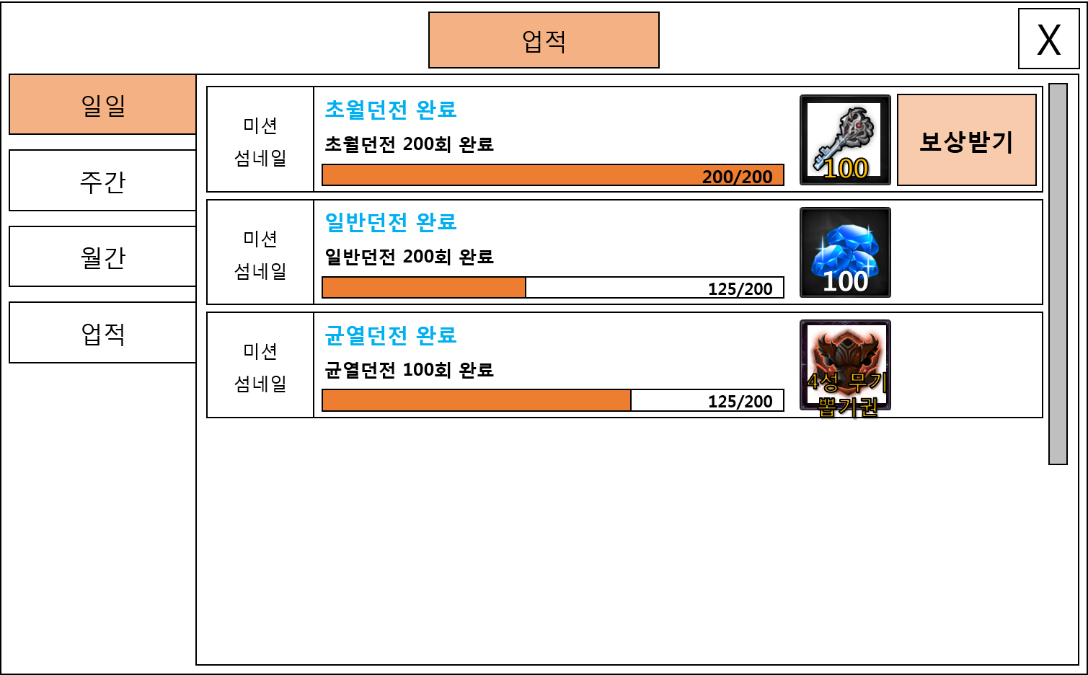 업적
X
일일
주간
월간
업적
미션
섬네일
초월던전 완료
초월던전 200회 완료
200/200
100
보상받기
미션
섬네일
일반던전 완료
일반던전 200회 완료
125/200
100
미션
섬네일
균열던전 완료
균열던전 100회 완료
125/200
4성 무기
뽑기권